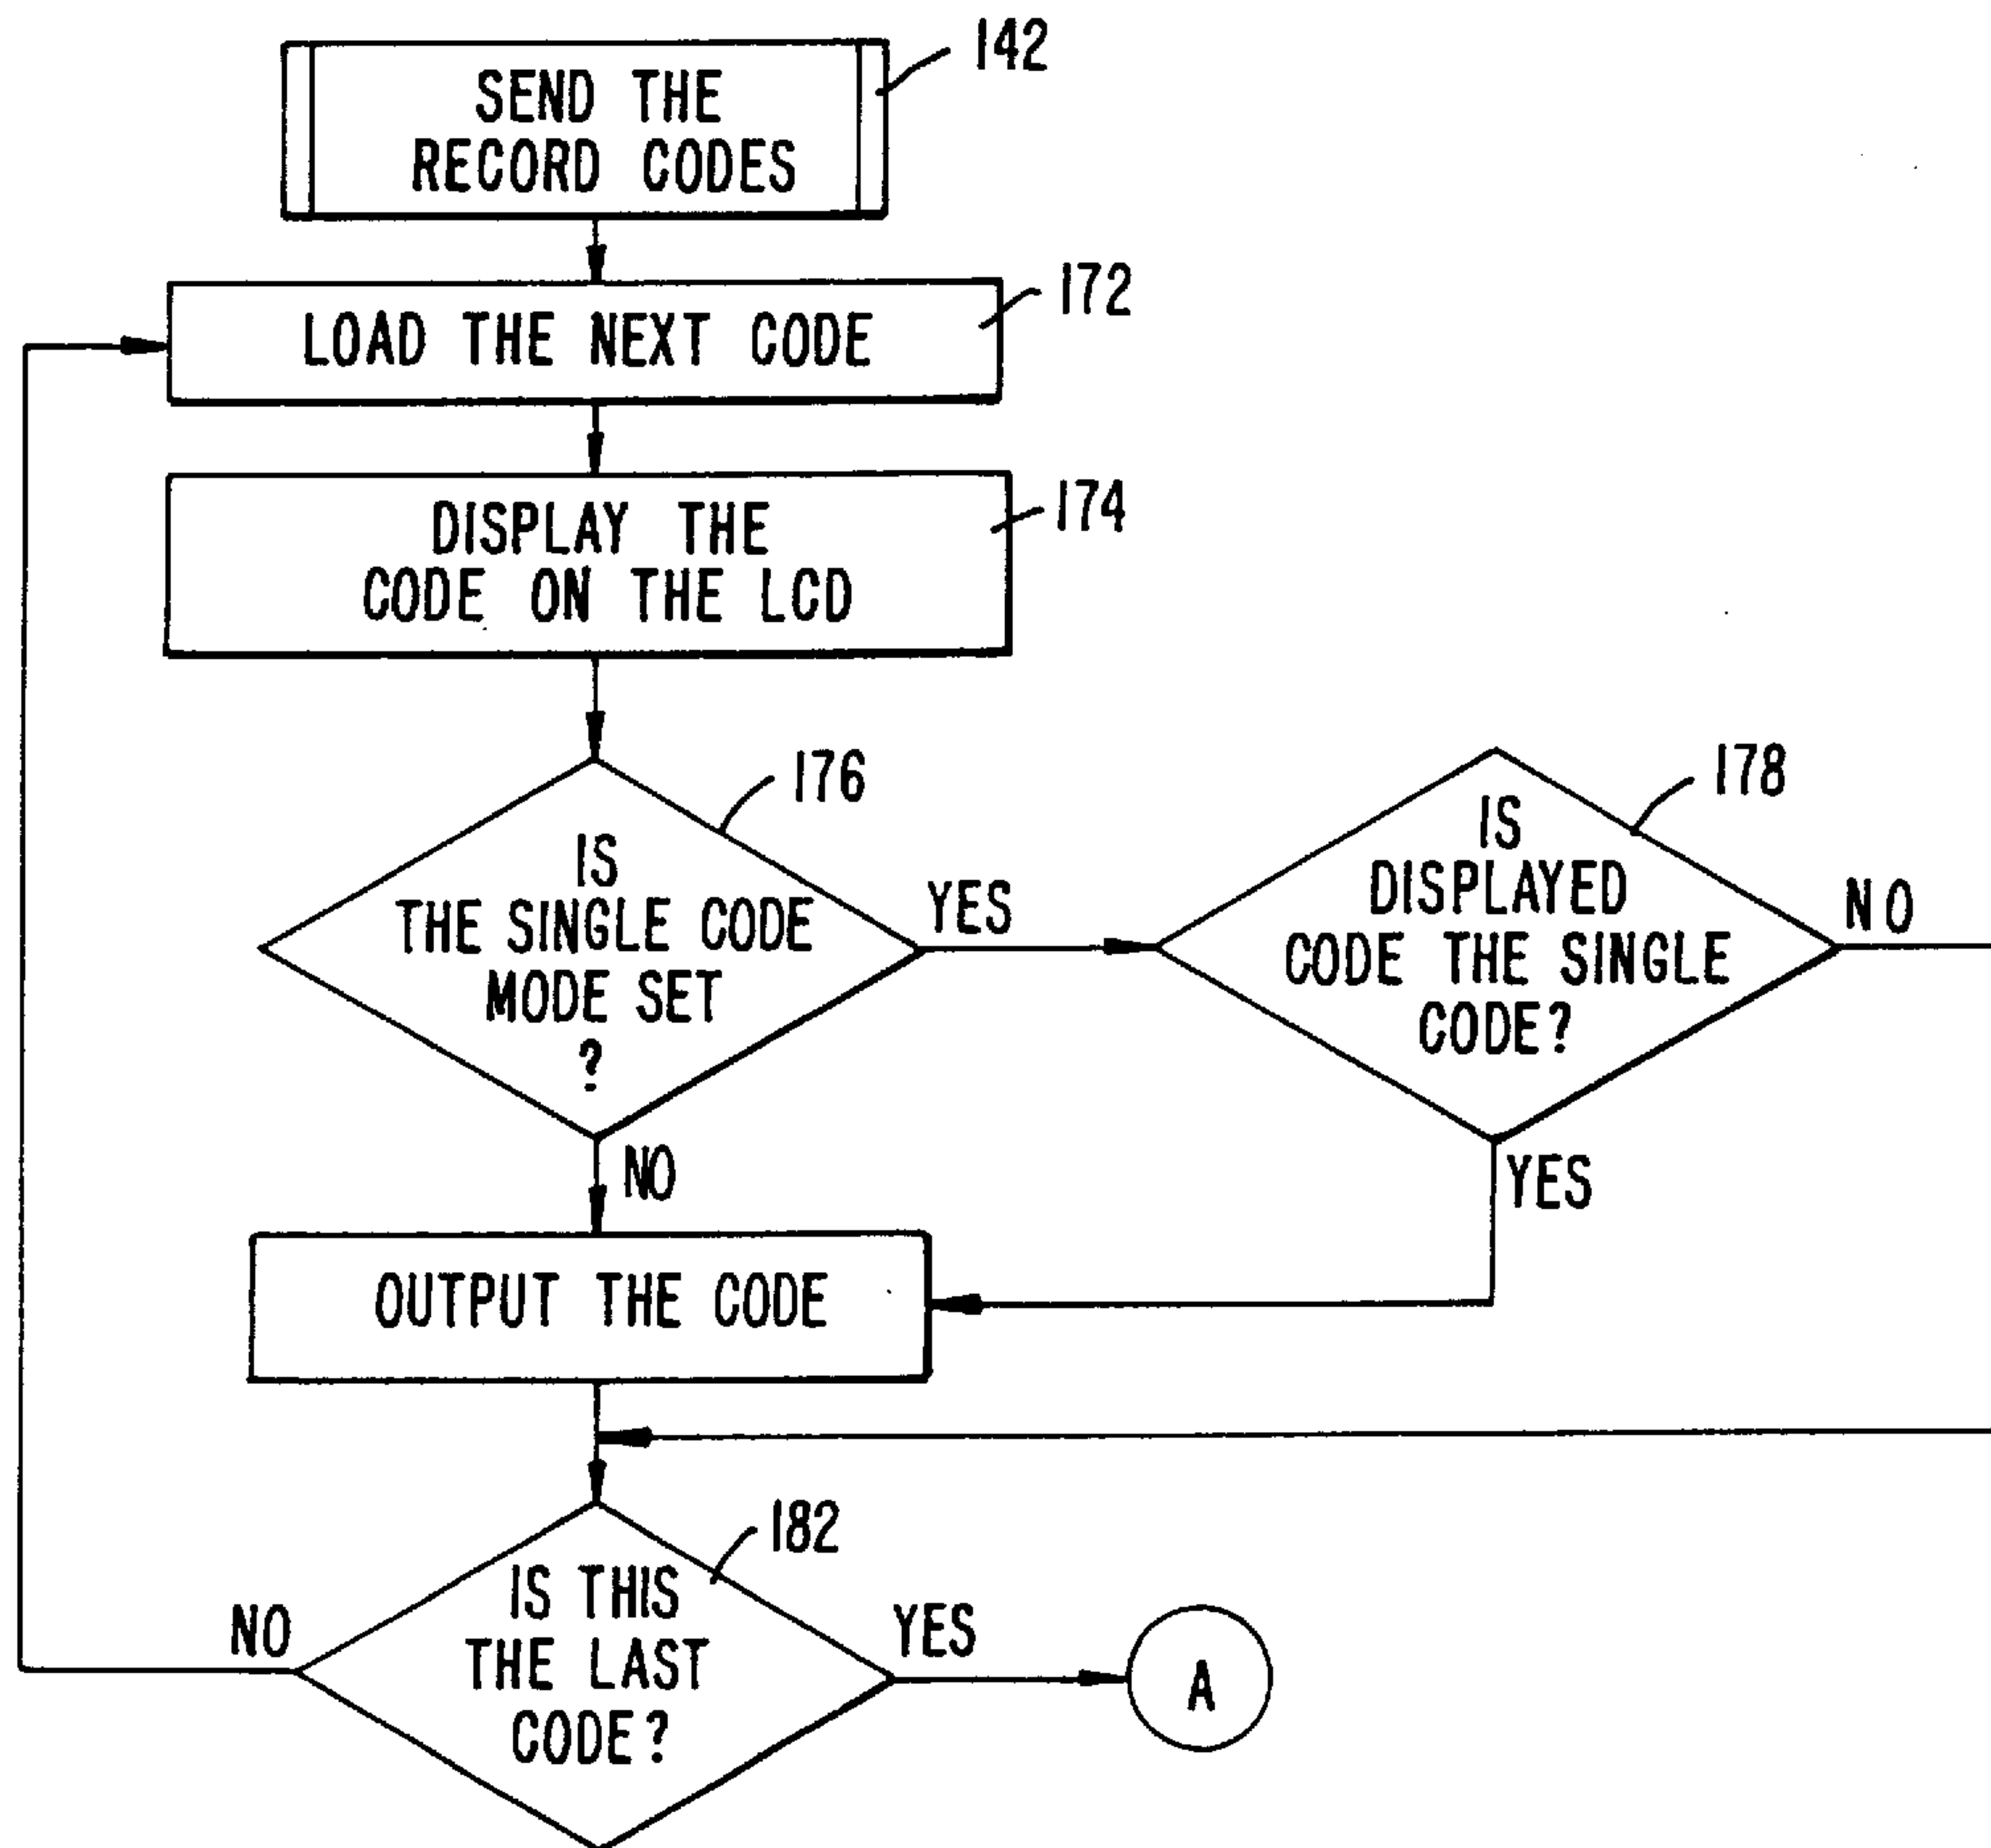 SEND THE
RECORD CODES
142
LOAD THE NEXT CODE
172
DISPLAY THE
CODE ON THE LCD
174
IS
THE SINGLE CODE
MODE SET
?
176
YES
NO
IS
DISPLAYED
CODE THE SINGLE
CODE?
178
NO
YES
OUTPUT THE CODE
IS THIS
THE LAST
CODE?
182
NO
YES
A